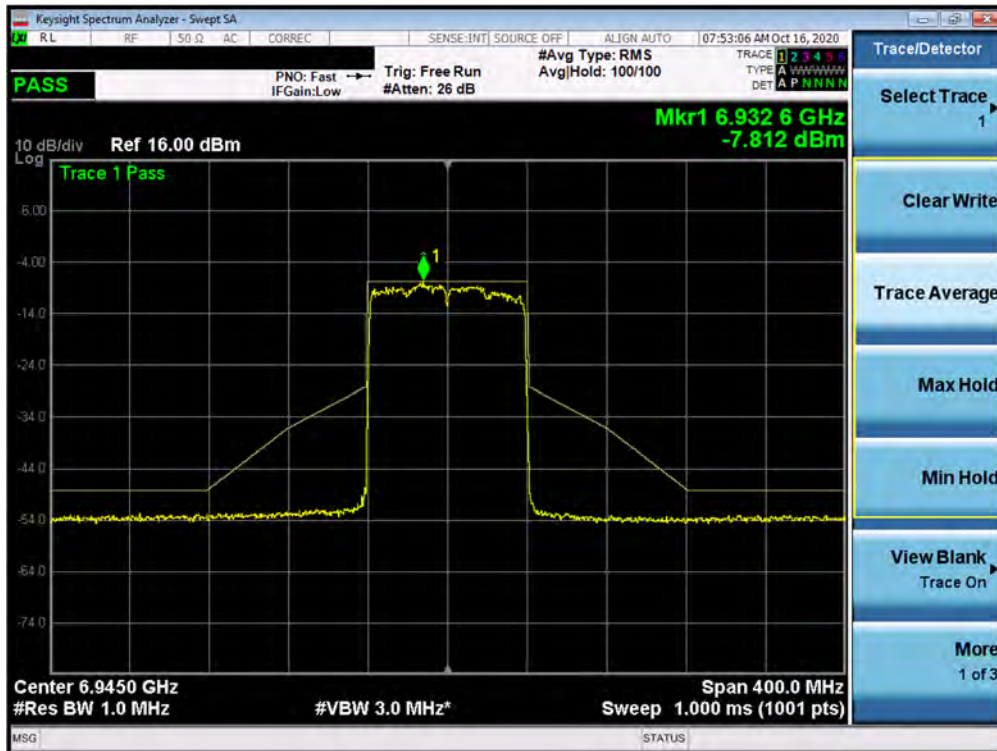 Keysight Spectrum Analyzer - Swept SA
RL RF 50 Ω AC CORREC SENSE:INT SOURCE OFF ALIGN AUTO 07:53:06 AM Oct 16, 2020
PASS
PNO: Fast
IFGain:Low
Trig: Free Run
#Atten: 26 dB
#Avg Type: RMS
Avg|Hold: 100/100
TRACE 1 2 3 4 5 6
TYPE A WWWWW
DET A P N N N N
Mkr1 6.932 6 GHz
-7.812 dBm
10 dB/div Ref 16.00 dBm
Log
Trace 1 Pass
1
6.00
-4.00
-14.0
-24.0
-34.0
-44.0
-54.0
-64.0
-74.0
Center 6.9450 GHz Span 400.0 MHz
#Res BW 1.0 MHz #VBW 3.0 MHz* Sweep 1.000 ms (1001 pts)
MSG STATUS
Trace/Detector
Select Trace
1
Clear Write
Trace Average
Max Hold
Min Hold
View Blank
Trace On
More
1 of 3